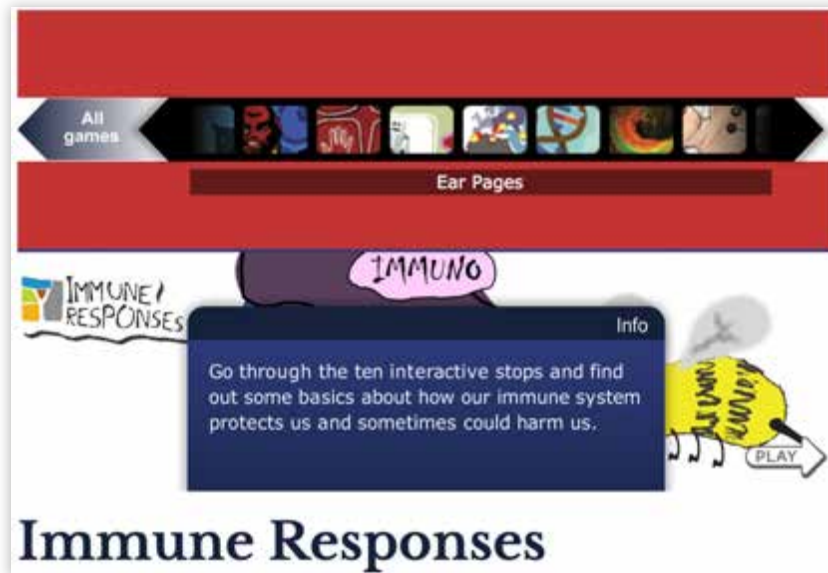 All
games
Ear Pages
IMMUNO
IMMUNE
RESPONSES
Info
Go through the ten interactive stops and find
out some basics about how our immune system
protects us and sometimes could harm us.
PLAY
Immune Responses